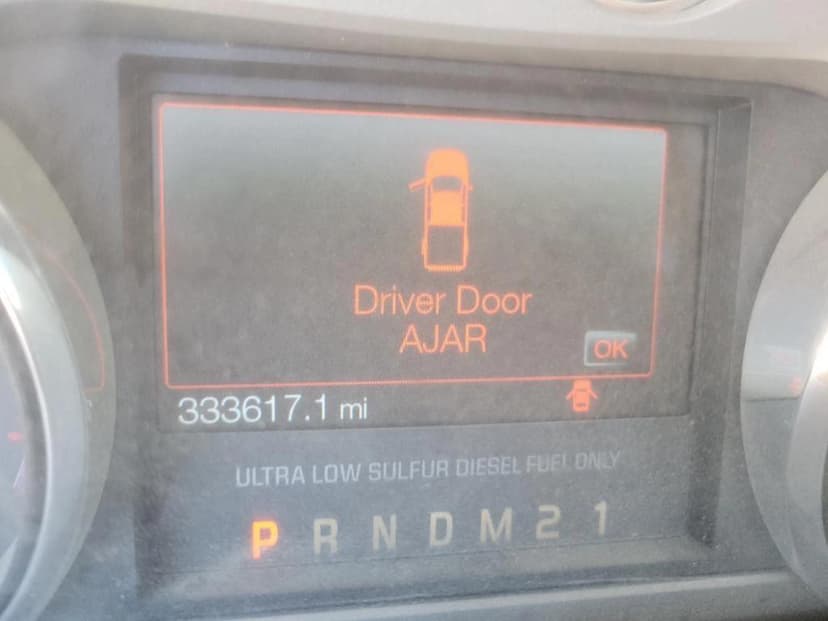 Driver Door
AJAR
OK
333617.1 mi
ULTRA LOW SULFUR DIESEL FUEL ONLY
P R N D M 2 1